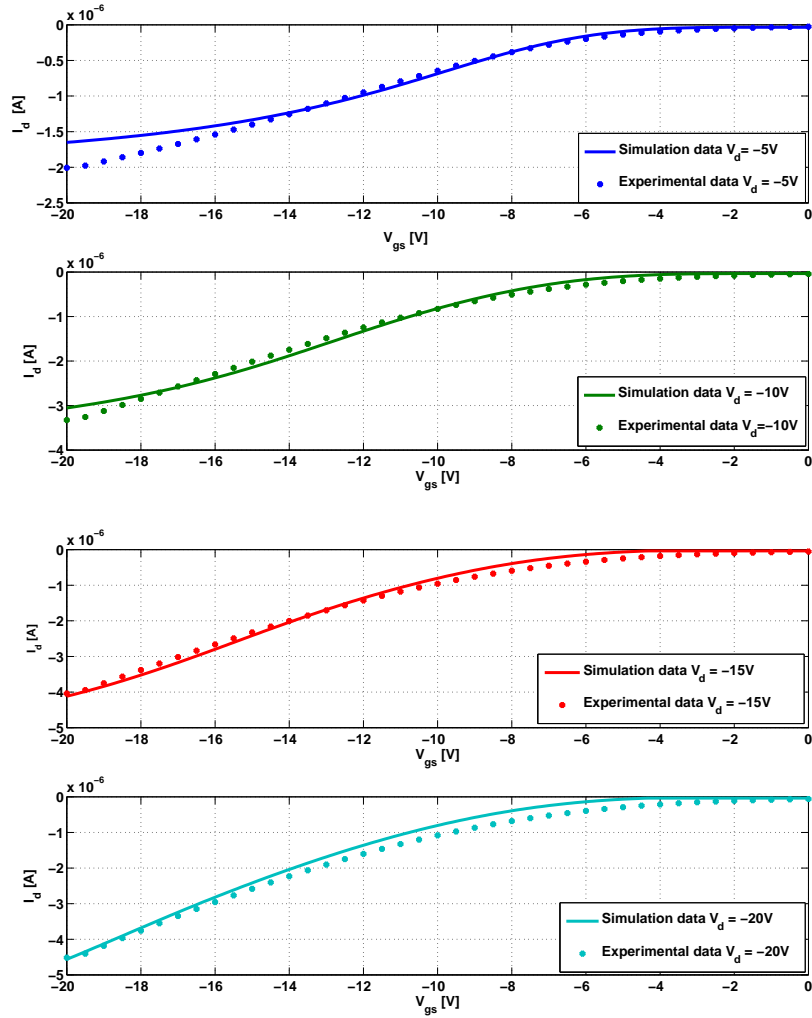 x 10⁻⁶
0
−0.5
−1
−1.5
−2
−2.5
I_d [A]
−20 −18 −16 −14 −12 −10 −8 −6 −4 −2 0
V_gs [V]
Simulation data V_d= −5V
Experimental data V_d = −5V
x 10⁻⁶
0
−1
−2
−3
−4
I_d [A]
−20 −18 −16 −14 −12 −10 −8 −6 −4 −2 0
V_gs [V]
Simulation data V_d = −10V
Experimental data V_d=−10V
x 10⁻⁶
0
−1
−2
−3
−4
−5
I_d [A]
−20 −18 −16 −14 −12 −10 −8 −6 −4 −2 0
V_gs [V]
Simulation data V_d = −15V
Experimental data V_d = −15V
x 10⁻⁶
0
−1
−2
−3
−4
−5
I_d [A]
−20 −18 −16 −14 −12 −10 −8 −6 −4 −2 0
V_gs [V]
Simulation data V_d = −20V
Experimental data V_d = −20V